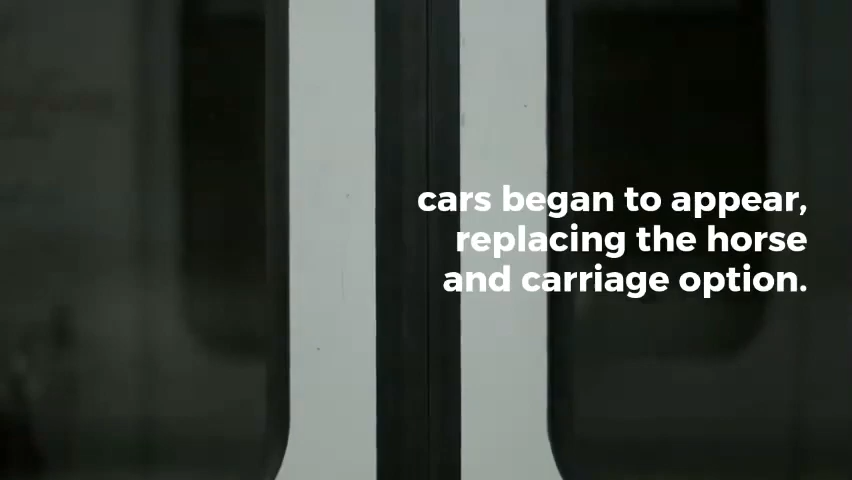 cars began to appear,
replacing the horse
and carriage option.